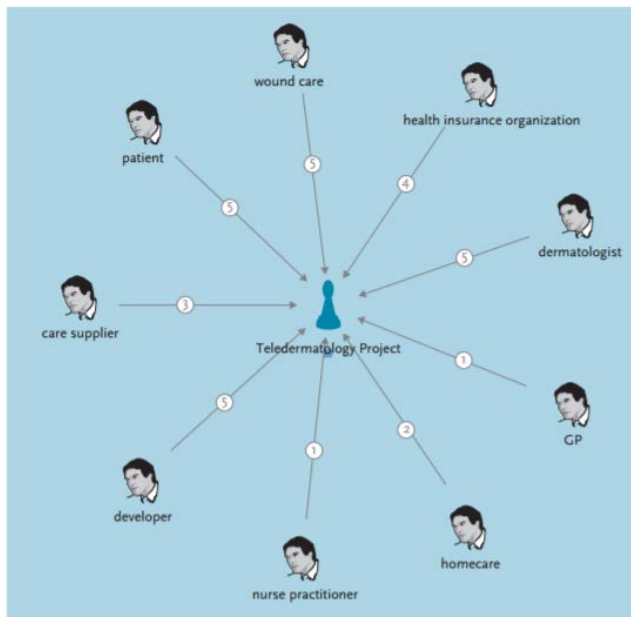 wound care
health insurance organization
patient
5
4
5
dermatologist
5
care supplier
3
Teledermatology Project
1
GP
5
1
2
developer
homecare
nurse practitioner